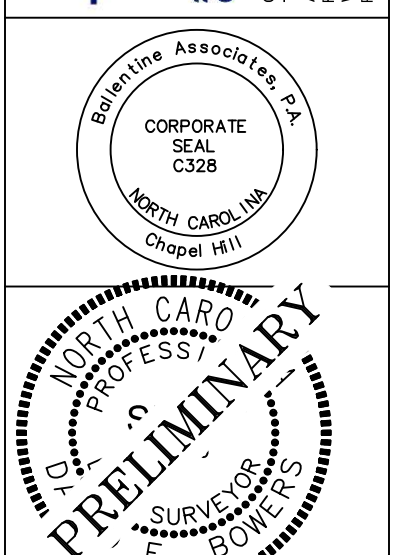 Ballentine Associates, P.A.
CORPORATE
SEAL
C328
NORTH CAROLINA
Chapel Hill
NORTH CARO
PROFESSI
PRELIMINARY
SURVEYOR
BOWERS